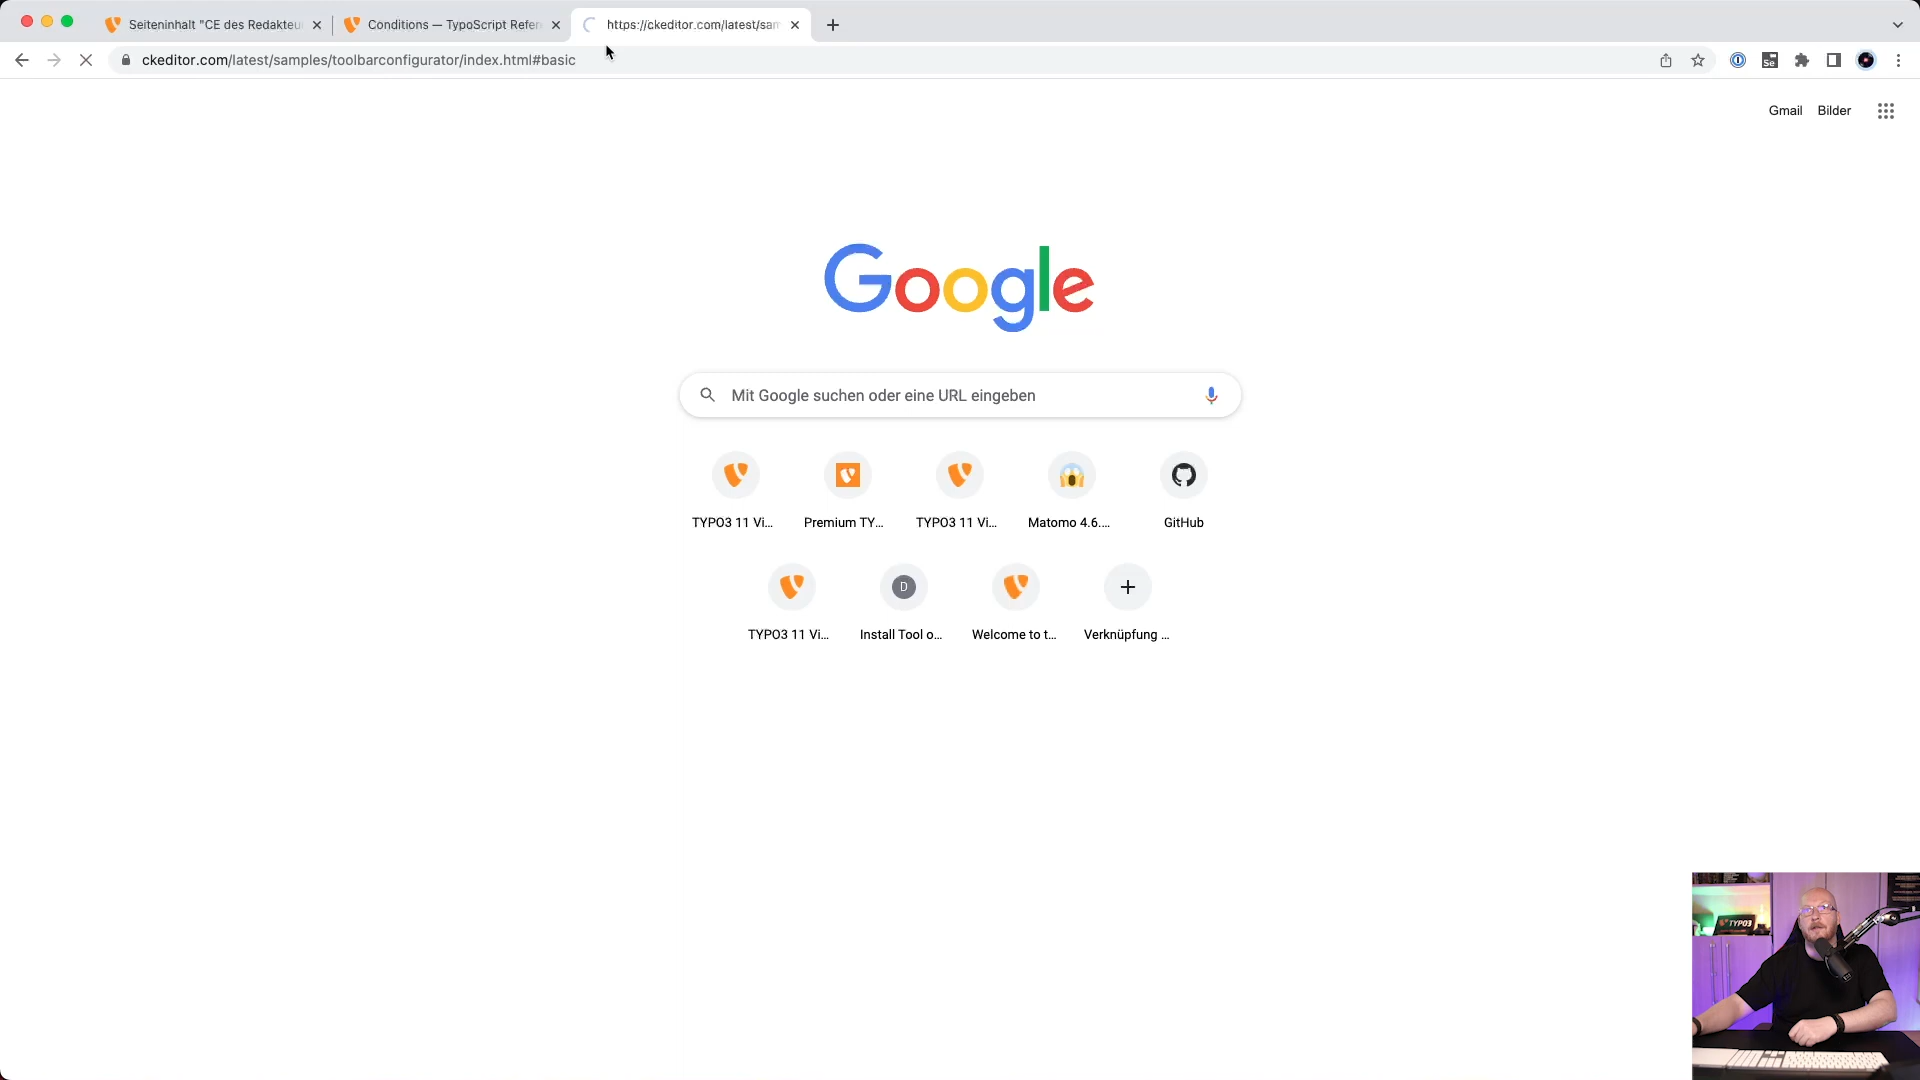 Seiteninhalt "CE des Redakteu
Conditions — TypoScript Refer
https://ckeditor.com/latest/sam
ckeditor.com/latest/samples/toolbarconfigurator/index.html#basic
Gmail
Bilder
Google
Mit Google suchen oder eine URL eingeben
TYPO3 11 Vi...
Premium TY...
TYPO3 11 Vi...
Matomo 4.6....
GitHub
D
TYPO3 11 Vi...
Install Tool o...
Welcome to t...
Verknüpfung ...
TYPO3